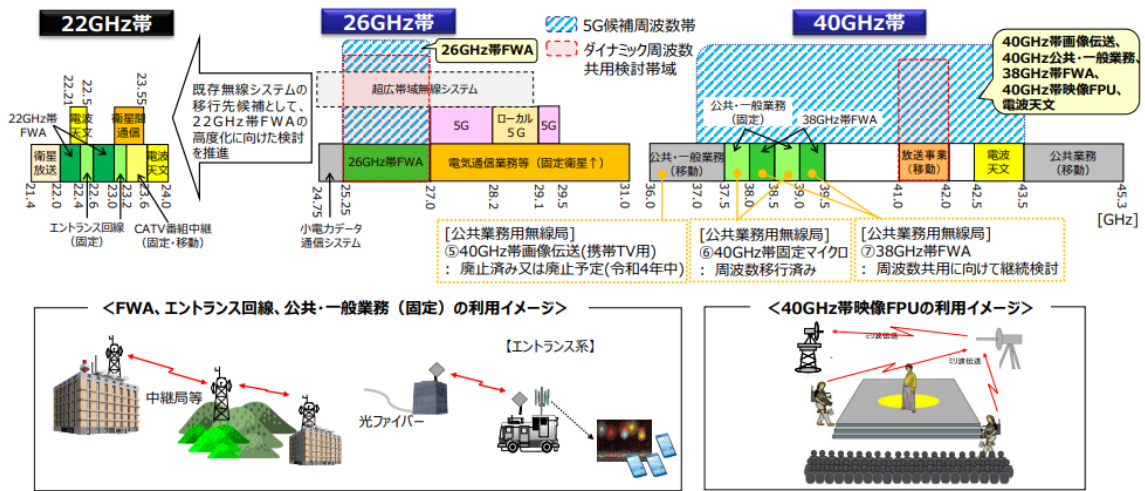 22GHz帯
26GHz帯
40GHz帯
5G候補周波数帯
ダイナミック周波数
共用検討帯域
26GHz帯FWA
40GHz帯画像伝送、
40GHz帯公共・一般業務、
38GHz帯FWA、
40GHz帯映像FPU、
電波天文
既存無線システムの
移行先候補として、
22GHz帯FWAの
高度化に向けた検討
を推進
22GHz帯
FWA
22.21
22.5
23.55
電波
天文
衛星間
通信
衛星
放送
電波
天文
21.4
22.0
22.4
22.6
23.0
23.2
23.6
24.0
エントランス回線
(固定)
CATV番組中継
(固定・移動)
超広帯域無線システム
5G
ローカル
5G
5G
26GHz帯FWA
電気通信業務等（固定衛星↑）
24.75
25.25
27.0
28.2
29.1
29.5
31.0
小電力データ
通信システム
公共・一般業務
(固定)
38GHz帯FWA
公共・一般業務
(移動)
放送事業
(移動)
電波
天文
公共業務
(移動)
36.0
37.0
37.5
38.0
38.5
39.0
39.5
41.0
42.0
42.5
43.5
45.3
[GHz]
[公共業務用無線局]
⑤40GHz帯画像伝送(携帯TV用)
：廃止済み又は廃止予定(令和4年中)
[公共業務用無線局]
⑥40GHz帯固定マイクロ
：周波数移行済み
[公共業務用無線局]
⑦38GHz帯FWA
：周波数共用に向けて継続検討
＜FWA、エントランス回線、公共・一般業務（固定）の利用イメージ＞
中継局等
光ファイバー
【エントランス系】
＜40GHz帯映像FPUの利用イメージ＞
ミリ波伝送
ミリ波伝送